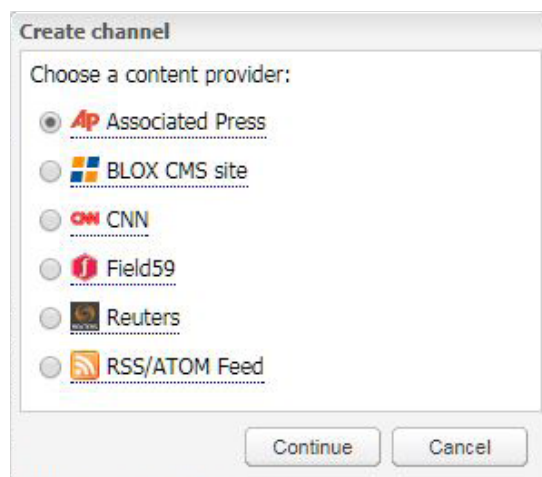 Create channel
Choose a content provider:
AP Associated Press
BLOX CMS site
CNN CNN
Field59
REUTERS Reuters
RSS/ATOM Feed
Continue Cancel